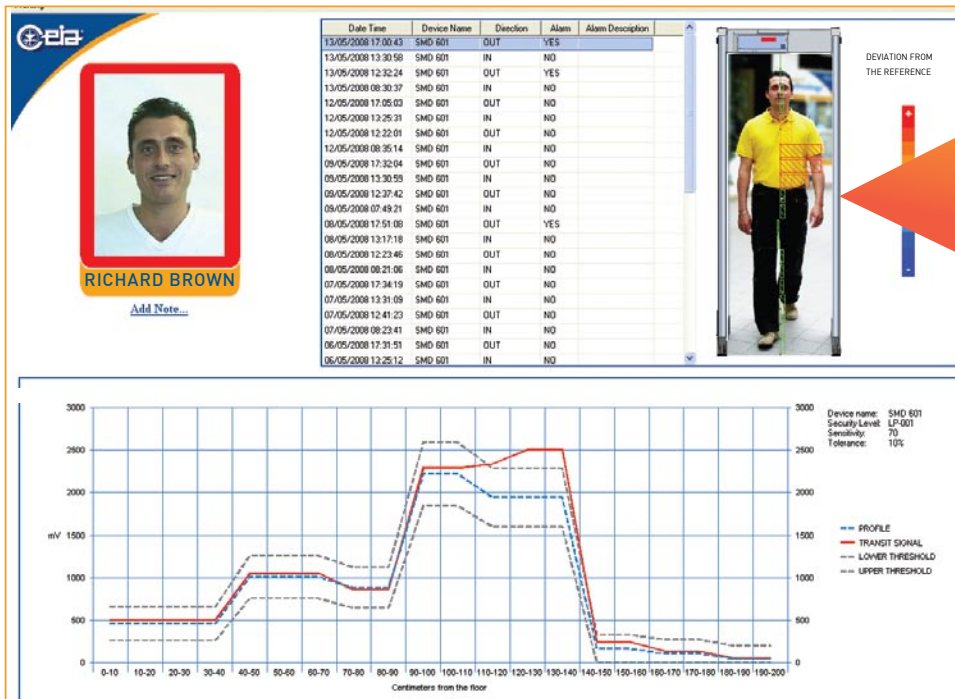 ceia
RICHARD BROWN
Add Note...
Date Time Device Name Direction Alarm Alarm Description
13/05/2008 17:00:43 SMD 601 OUT YES
13/05/2008 13:30:58 SMD 601 IN NO
13/05/2008 12:32:24 SMD 601 OUT YES
13/05/2008 08:30:37 SMD 601 IN NO
12/05/2008 17:05:03 SMD 601 OUT NO
12/05/2008 13:25:31 SMD 601 IN NO
12/05/2008 12:22:01 SMD 601 OUT NO
12/05/2008 08:35:14 SMD 601 IN NO
09/05/2008 17:32:04 SMD 601 OUT NO
09/05/2008 13:30:59 SMD 601 IN NO
09/05/2008 12:37:42 SMD 601 OUT NO
09/05/2008 07:49:21 SMD 601 IN NO
08/05/2008 17:51:08 SMD 601 OUT YES
08/05/2008 13:17:18 SMD 601 IN NO
08/05/2008 12:23:46 SMD 601 OUT NO
08/05/2008 08:21:06 SMD 601 IN NO
07/05/2008 17:34:19 SMD 601 OUT NO
07/05/2008 13:31:09 SMD 601 IN NO
07/05/2008 12:41:23 SMD 601 OUT NO
07/05/2008 08:23:41 SMD 601 IN NO
06/05/2008 17:31:51 SMD 601 OUT NO
06/05/2008 13:25:12 SMD 601 IN NO
DEVIATION FROM
THE REFERENCE
+
-
3000 3000
2500 2500
2000 2000
mV 1500 1500
1000 1000
500 500
0 0
0-10 10-20 20-30 30-40 40-50 50-60 60-70 70-80 80-90 90-100 100-110 110-120 120-130 130-140 140-150 150-160 160-170 170-180 180-190 190-200
Centimeters from the floor
Device name: SMD 601
Security Level: LP-001
Sensitivity: 70
Tolerance: 10%
PROFILE
TRANSIT SIGNAL
LOWER THRESHOLD
UPPER THRESHOLD